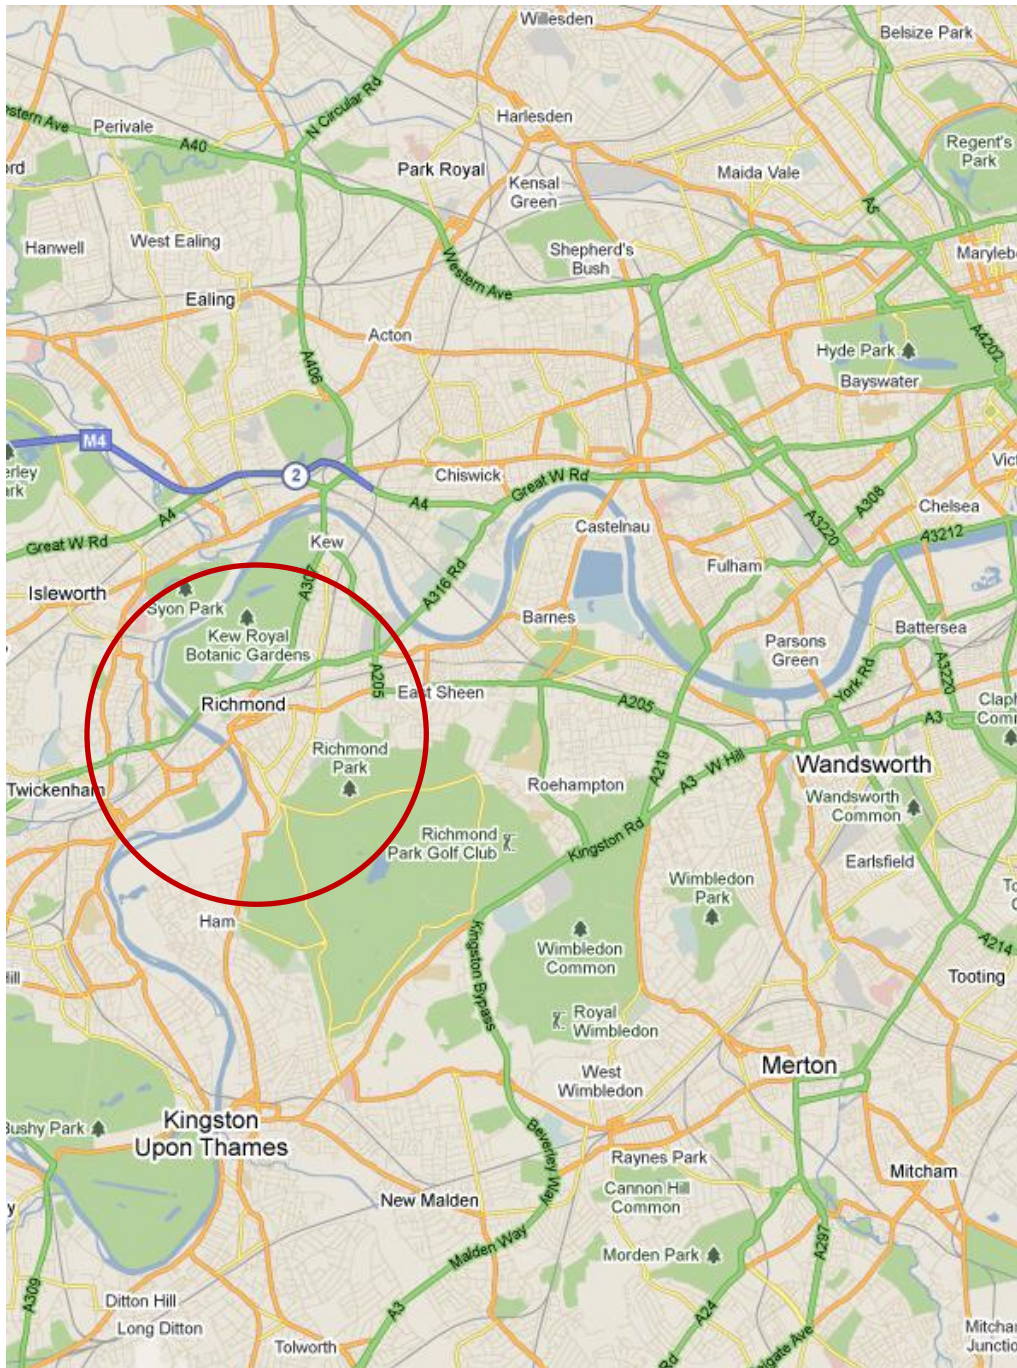 Willesden
Belsize Park
N Circular Rd
Harlesden
Western Ave
Perivale
A40
Regent's
Park
Park Royal
Maida Vale
Kensal
Green
A5
Hanwell
West Ealing
Shepherd's
Bush
Western Ave
Ealing
A4202
Acton
Hyde Park
A406
Bayswater
M4
2
Chiswick
Great W Rd
A4
A4
A308
Chelsea
Castelnau
A3220
A3212
Great W Rd
Kew
Fulham
A307
A316 Rd
Isleworth
Syon Park
Kew Royal
Botanic Gardens
Barnes
Parsons
Green
Battersea
A205
East Sheen
York Rd
A3220
Richmond
A205
A3
Richmond
Park
A219
W Hill
A3
Wandsworth
Twickenham
Roehampton
Wandsworth
Common
Richmond
Park Golf Club
Kingston Rd
Earlsfield
Wimbledon
Park
Ham
Kingston Bypass
Wimbledon
Common
A214
Tooting
Royal
Wimbledon
West
Wimbledon
Merton
Kingston
Upon Thames
Bushy Park
Beverley Way
Raynes Park
Mitcham
New Malden
Cannon Hill
Common
Malden Way
A297
Morden Park
A309
Ditton Hill
A3
A24
Long Ditton
Tolworth
Rd